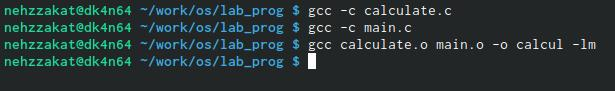 nehzzakat@dk4n64 ~/work/os/lab_prog $ gcc -c calculate.c
nehzzakat@dk4n64 ~/work/os/lab_prog $ gcc -c main.c
nehzzakat@dk4n64 ~/work/os/lab_prog $ gcc calculate.o main.o -o calcul -lm
nehzzakat@dk4n64 ~/work/os/lab_prog $